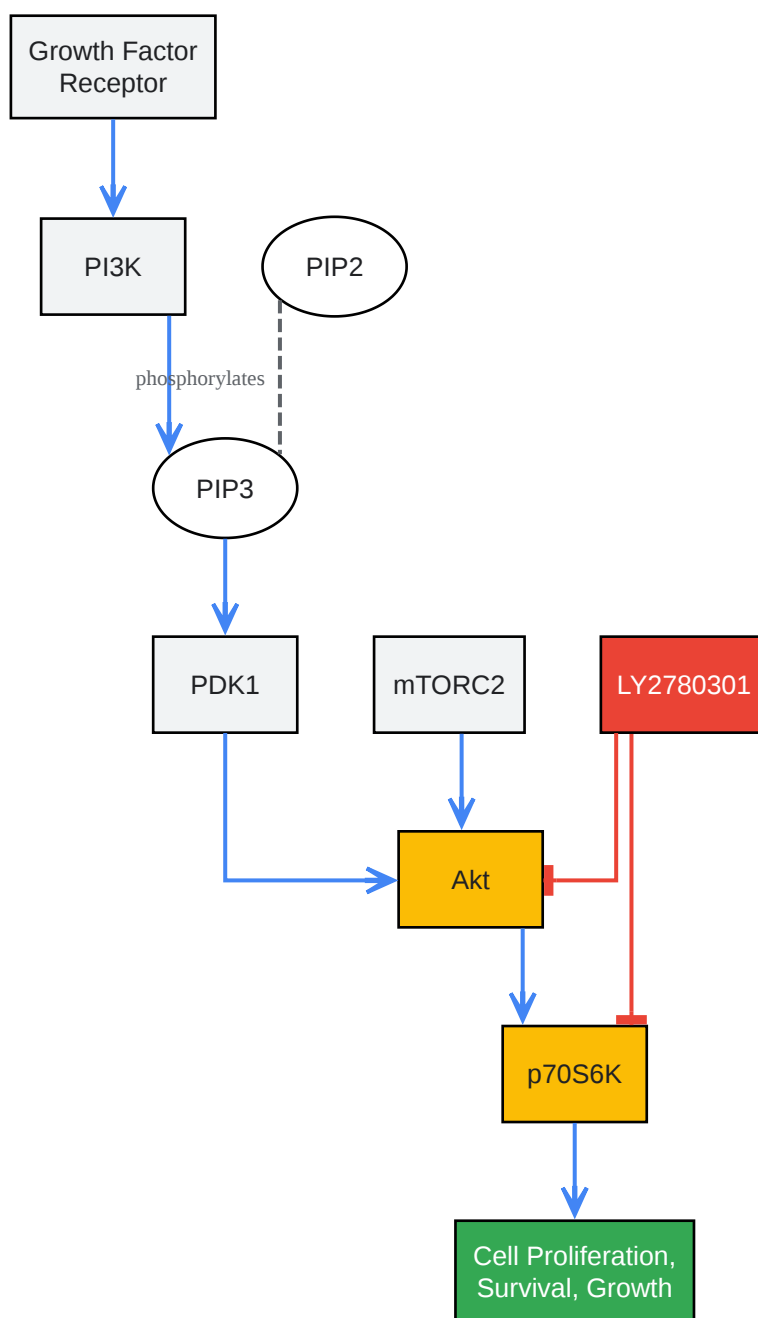 Growth Factor
Receptor
PI3K
PIP2
phosphorylates
PIP3
PDK1
mTORC2
LY2780301
Akt
p70S6K
Cell Proliferation,
Survival, Growth